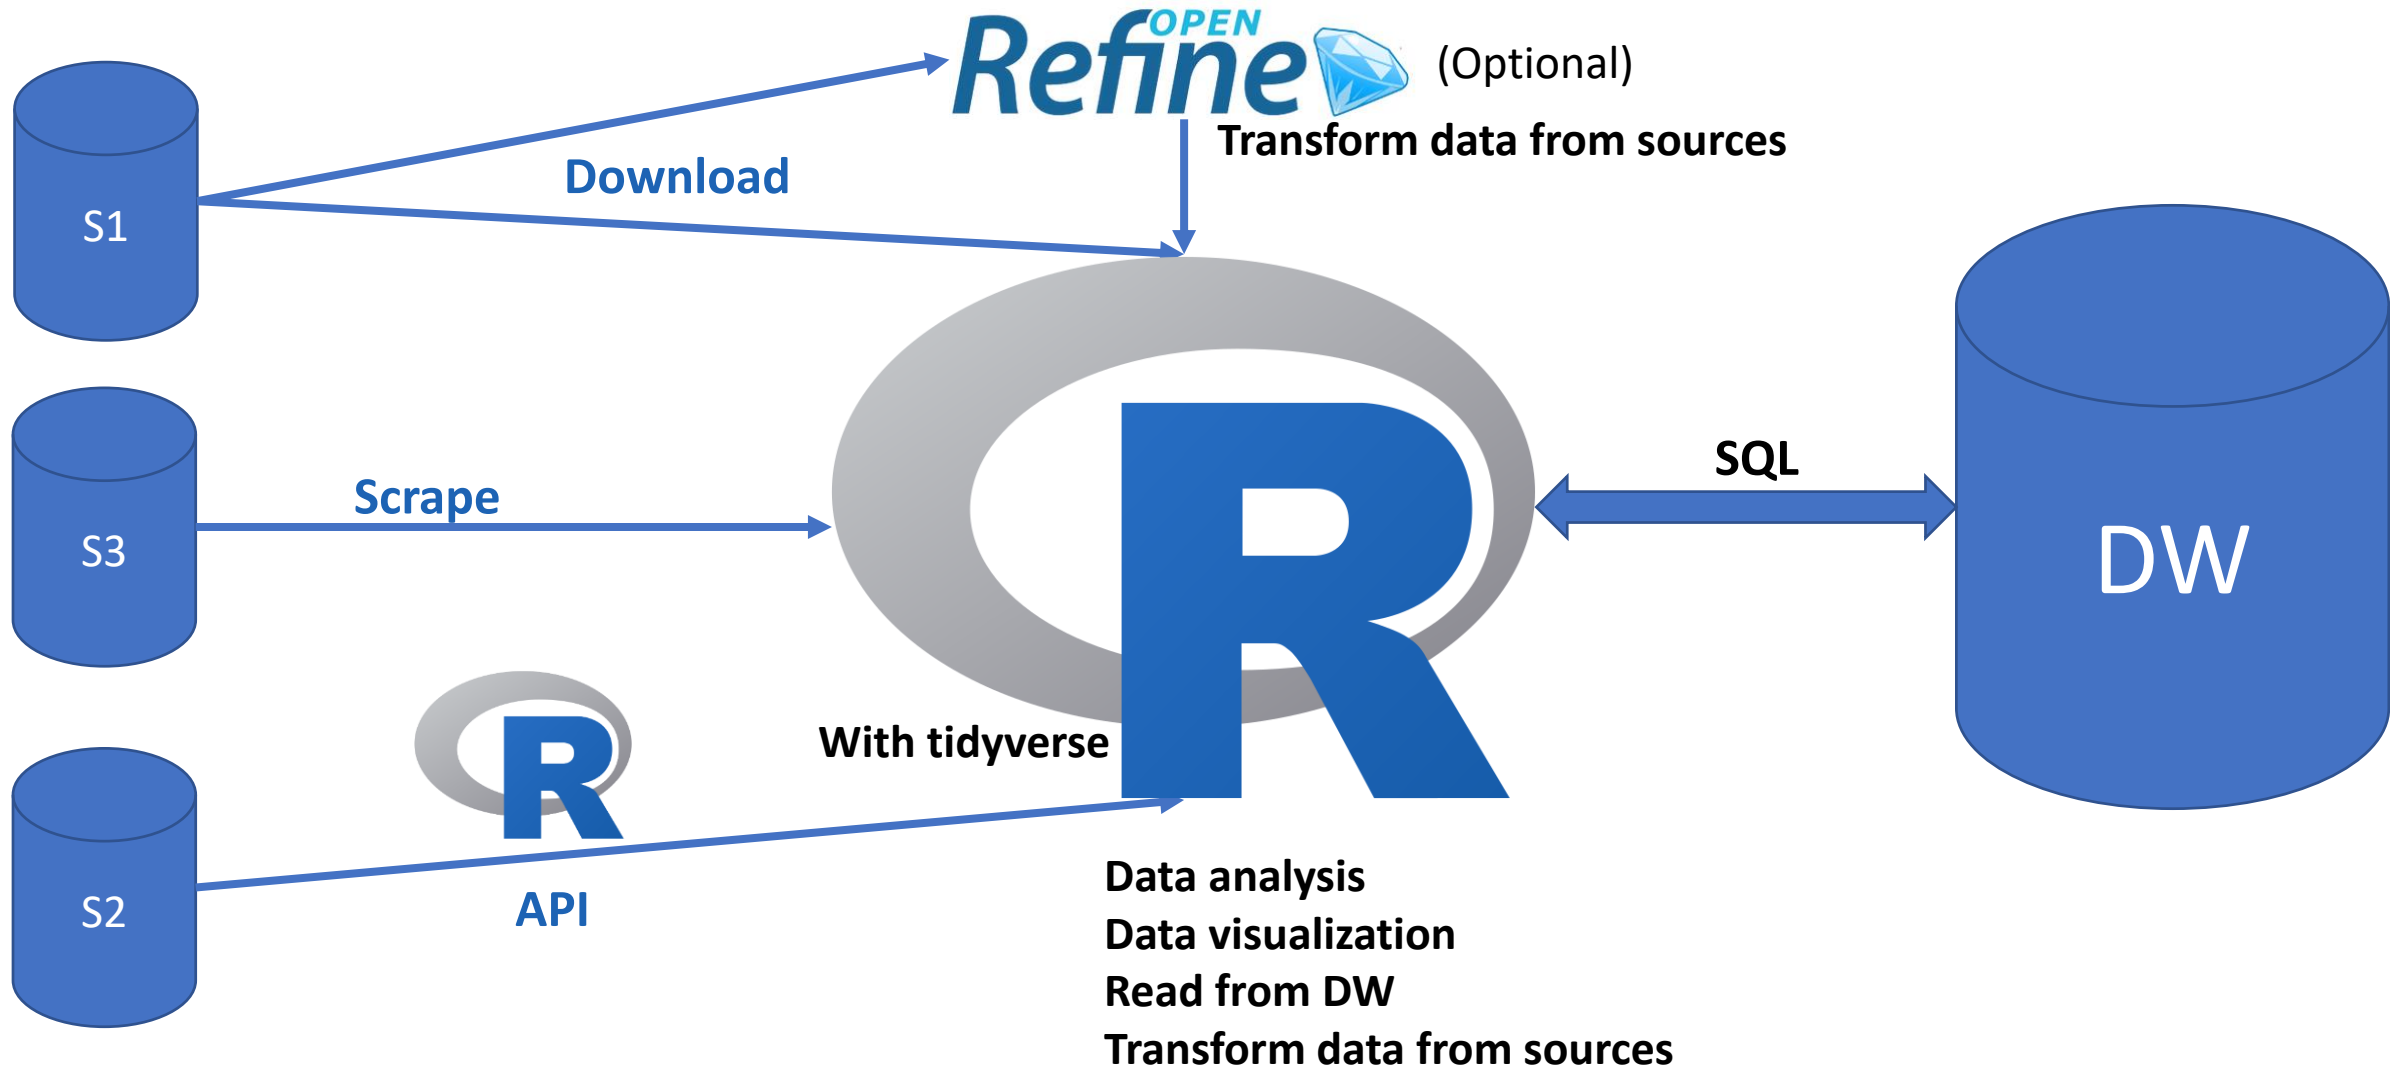 OPEN
Refine
(Optional)
Transform data from sources
Download
S1
SQL
Scrape
S3
DW
R
With tidyverse
R
API
S2
Data analysis
Data visualization
Read from DW
Transform data from sources